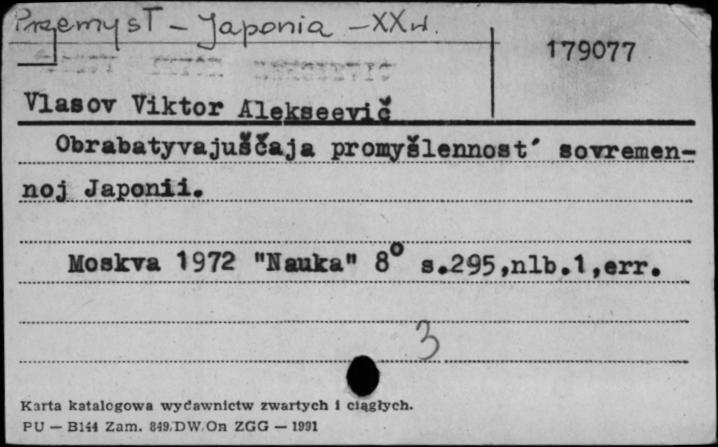 Przemysł - Japonia - XX w.
179077
Vlasov Viktor Alekseevič
Obrabatyvajuščaja promyšlennost′ sovremen-
noj Japonii.
Moskva 1972 "Nauka" 8° s.295,nlb.1,err.
3
Karta katalogowa wydawnictw zwartych i ciągłych.
PU — B144 Zam. 849/DW/On ZGG — 1991